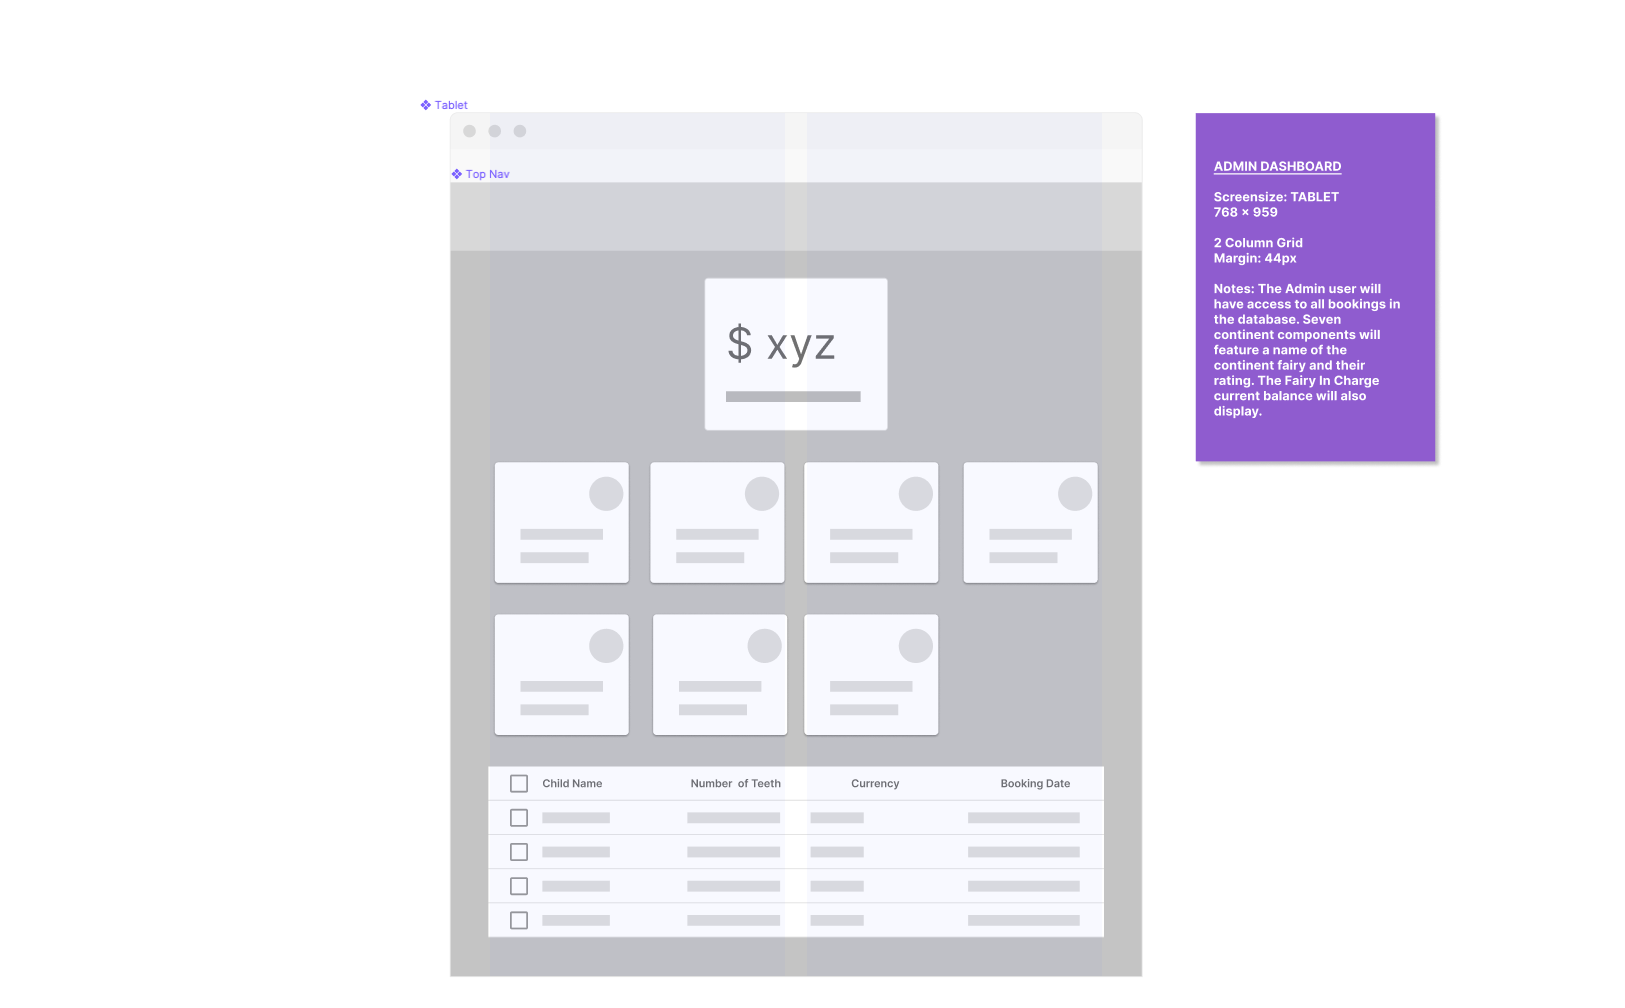 Tablet
Top Nav
$ xyz
Child Name Number of Teeth Currency Booking Date
ADMIN DASHBOARD
Screensize: TABLET
768 × 959
2 Column Grid
Margin: 44px
Notes: The Admin user will
have access to all bookings in
the database. Seven
continent components will
feature a name of the
continent fairy and their
rating. The Fairy In Charge
current balance will also
display.